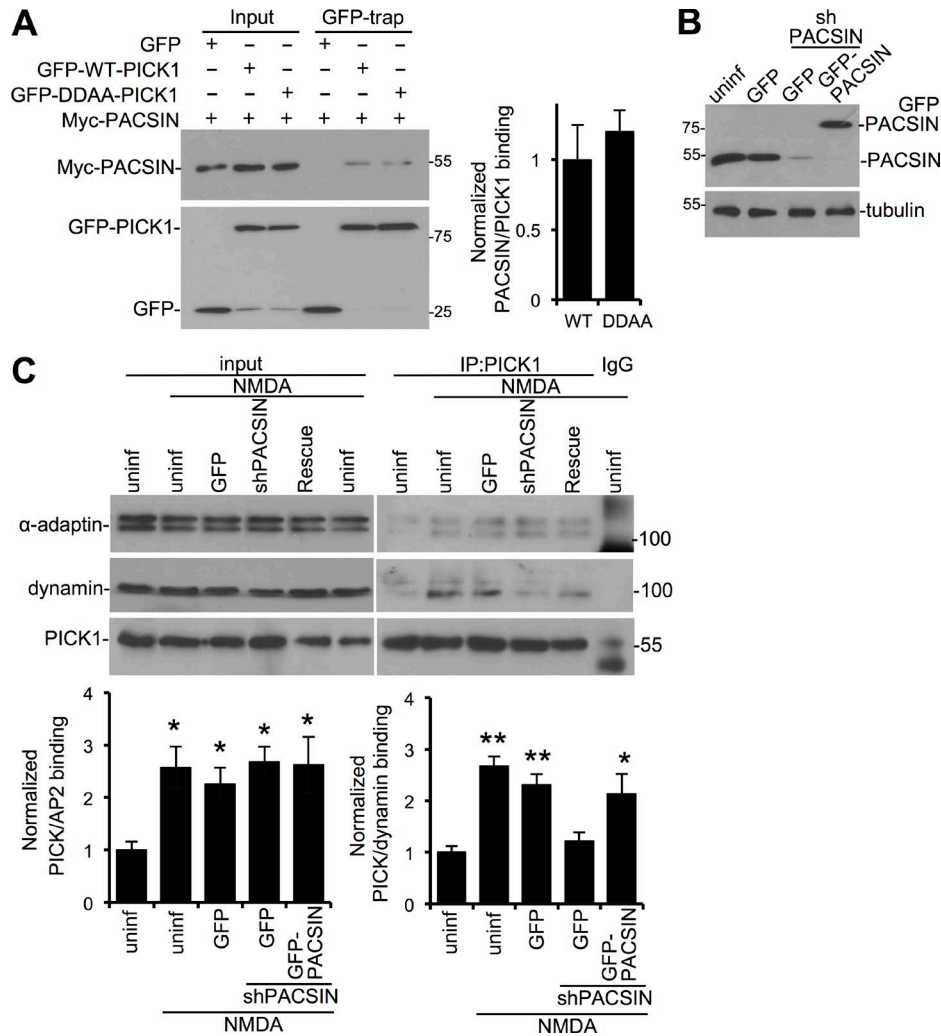 A
Input GFP-trap
GFP + – – + – –
GFP-WT-PICK1 – + – – + –
GFP-DDAA-PICK1 – – + – – +
Myc-PACSIN + + + + + +
Myc-PACSIN-
-55
GFP-PICK1-
-75
GFP-
-25
Normalized
PACSIN/PICK1 binding
1
0.5
0
WT DDAA
B
sh
PACSIN
uninf GFP GFP GFP-
PACSIN
GFP
75- -PACSIN
55- -PACSIN
55- -tubulin
C
input IP:PICK1 IgG
NMDA NMDA
uninf uninf GFP shPACSIN Rescue uninf uninf uninf GFP shPACSIN Rescue uninf
α-adaptin- -100
dynamin- -100
PICK1- -55
Normalized
PICK/AP2 binding
4
3
2
1
0
* * * *
uninf uninf GFP GFP GFP-
PACSIN
shPACSIN
NMDA
Normalized
PICK/dynamin binding
4
3
2
1
0
** ** *
uninf uninf GFP GFP GFP-
PACSIN
shPACSIN
NMDA